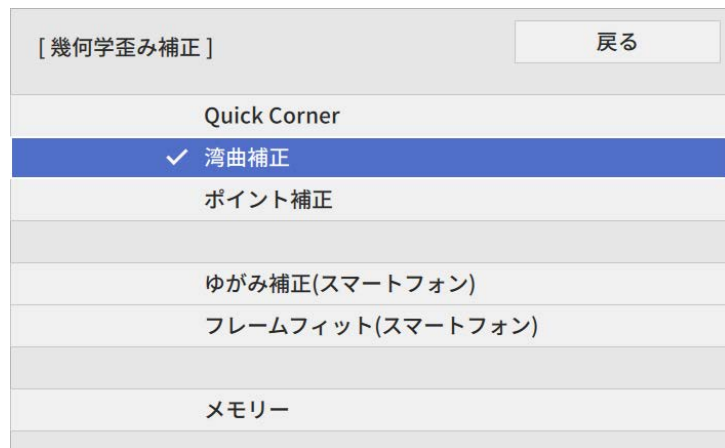 [ 幾何学歪み補正 ]
戻る
Quick Corner
✓ 湾曲補正
ポイント補正
ゆがみ補正(スマートフォン)
フレームフィット(スマートフォン)
メモリー